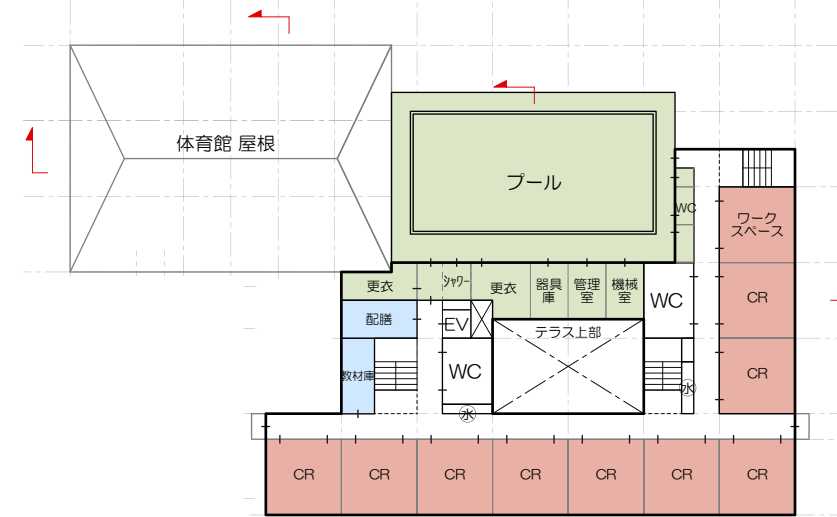 体育館 屋根
プール
WC
ワーク
スペース
更衣
シャワー
更衣
器具
庫
管理
室
機械
室
WC
CR
配膳
EV
テラス上部
教材庫
WC
水
水
CR
CR
CR
CR
CR
CR
CR
CR